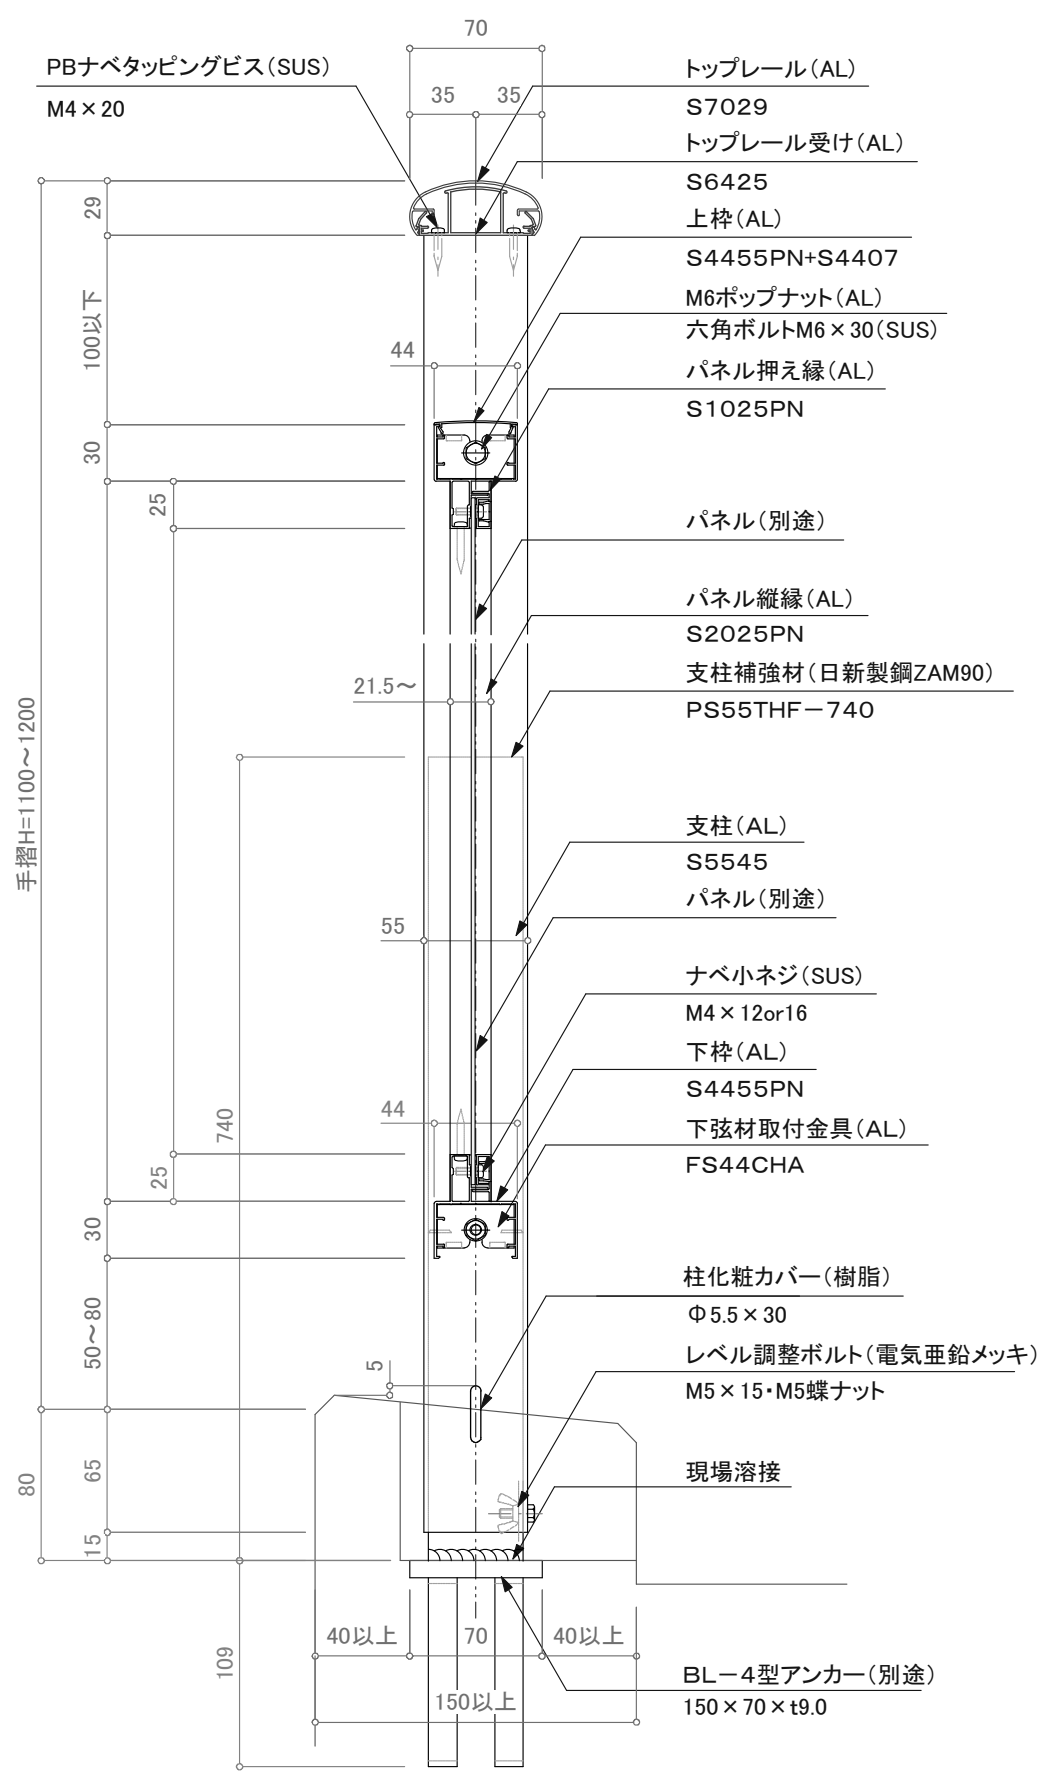 70
PBナベタッピングビス(SUS)
M4×20
35
35
トップレール(AL)
S7029
トップレール受け(AL)
S6425
上枠(AL)
S4455PN+S4407
M6ポップナット(AL)
六角ボルトM6×30(SUS)
パネル押え縁(AL)
S1025PN
パネル(別途)
パネル縦縁(AL)
S2025PN
支柱補強材(日新製鋼ZAM90)
PS55THF-740
支柱(AL)
S5545
パネル(別途)
ナベ小ネジ(SUS)
M4×12or16
下枠(AL)
S4455PN
下弦材取付金具(AL)
FS44CHA
柱化粧カバー(樹脂)
Φ5.5×30
レベル調整ボルト(電気亜鉛メッキ)
M5×15・M5蝶ナット
現場溶接
BL-4型アンカー(別途)
150×70×t9.0
29
100以下
30
25
44
21.5~
手摺H=1100~1200
55
740
44
25
30
50~80
5
80
65
15
109
40以上
70
40以上
150以上